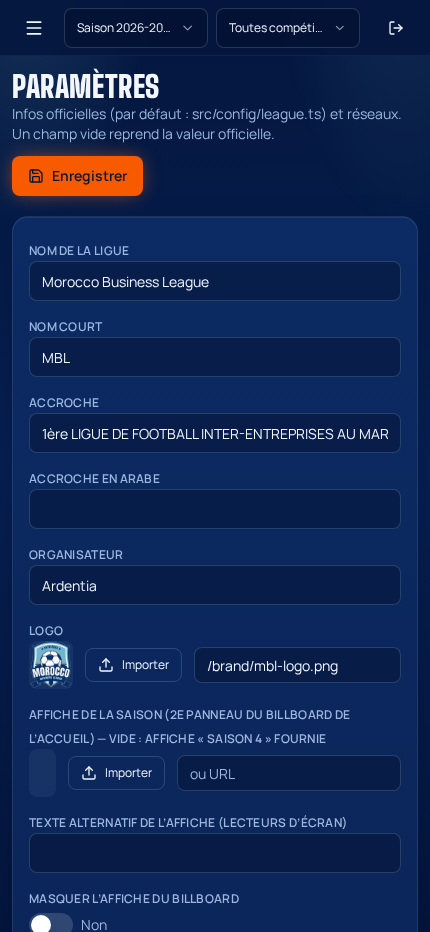 Saison 2026-20...
Toutes compéti...
PARAMÈTRES
Infos officielles (par défaut : src/config/league.ts) et réseaux.
Un champ vide reprend la valeur officielle.
Enregistrer
NOM DE LA LIGUE
Morocco Business League
NOM COURT
MBL
ACCROCHE
1ère LIGUE DE FOOTBALL INTER-ENTREPRISES AU MAR
ACCROCHE EN ARABE
ORGANISATEUR
Ardentia
LOGO
MOROCCO
Importer
/brand/mbl-logo.png
AFFICHE DE LA SAISON (2E PANNEAU DU BILLBOARD DE
L'ACCUEIL) — VIDE : AFFICHE « SAISON 4 » FOURNIE
Importer
ou URL
TEXTE ALTERNATIF DE L'AFFICHE (LECTEURS D'ÉCRAN)
MASQUER L'AFFICHE DU BILLBOARD
Non